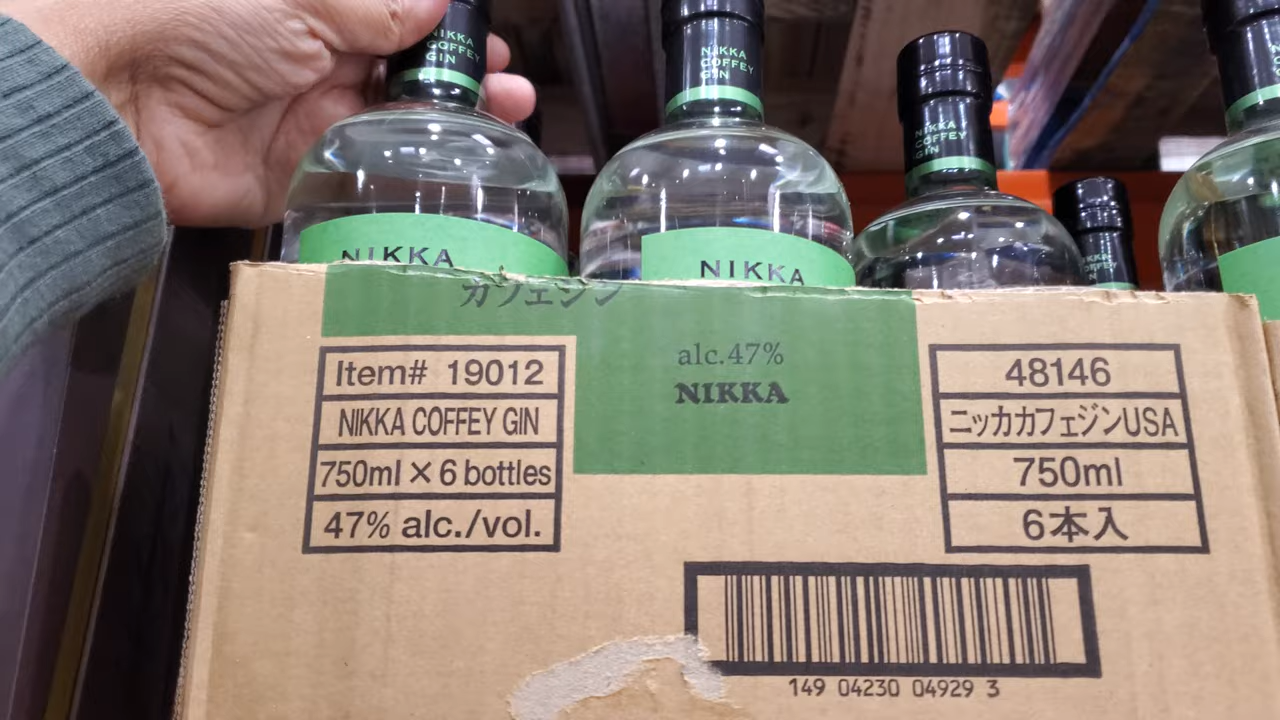 NIKKA
COFFEY
GIN
NIKKA
COFFEY
GIN
NIKKA
COFFEY
GIN
NIKKA
COFFEY
NIKKA
NIKKA
カフェジン
alc.47%
NIKKA
Item# 19012
NIKKA COFFEY GIN
750ml × 6 bottles
47% alc./vol.
48146
ニッカカフェジンUSA
750ml
6本入
149 04230 04929 3